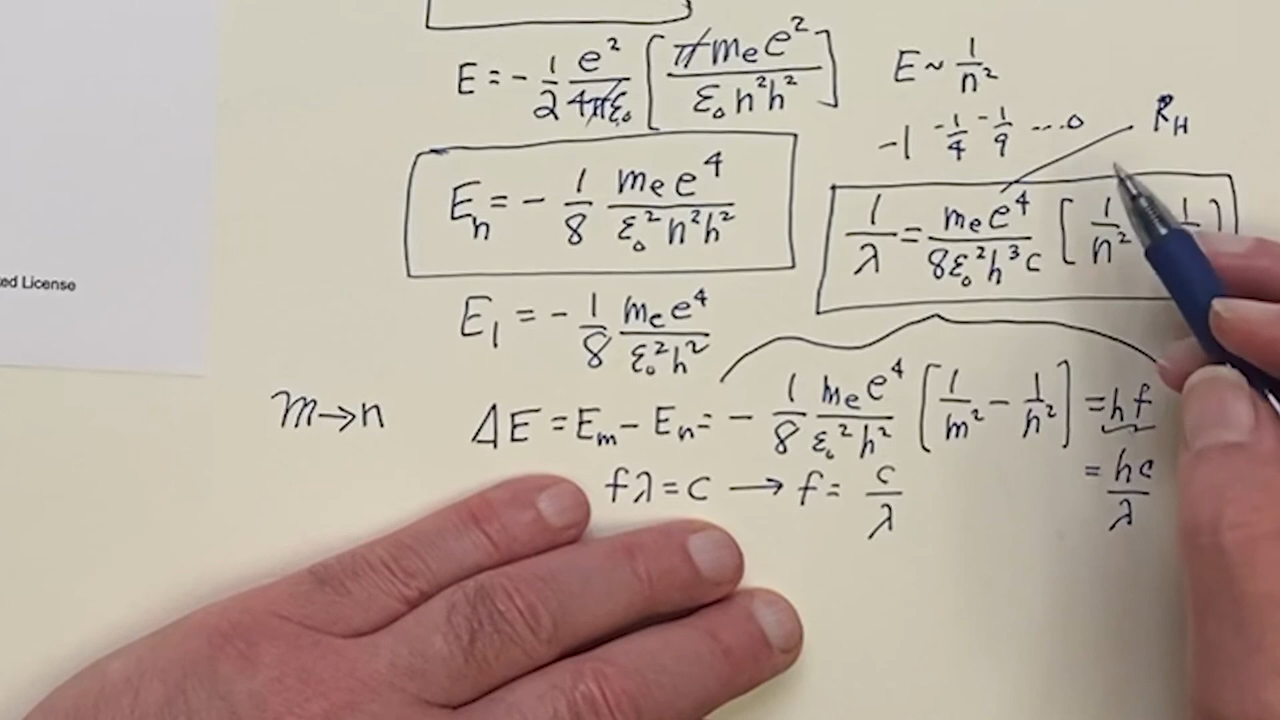 E = - 1/2 e²/4πε₀ [πmₑe²/ε₀n²h²]
E ~ 1/n²
-1 -1/4 -1/9 ....0
R_H
Eₙ = - 1/8 mₑe⁴/ε₀²n²h²
1/λ = mₑe⁴/8ε₀²h³c [1/n² 1/ ]
ed License
E₁ = - 1/8 mₑe⁴/ε₀²h²
m→n
ΔE = Eₘ - Eₙ = - 1/8 mₑe⁴/ε₀²h² [1/m² - 1/n²] = hf
fλ = c → f = c/λ
= hc/λ